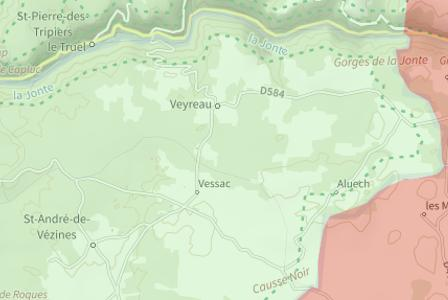 St-Pierre-des-
Tripiers
le Truel
la Jonte
Gorges de la Jonte
la Jonte
Veyreau
D584
Vessac
Aluech
St-André-de-
Vézines
les M
Causse Noir
de Roques